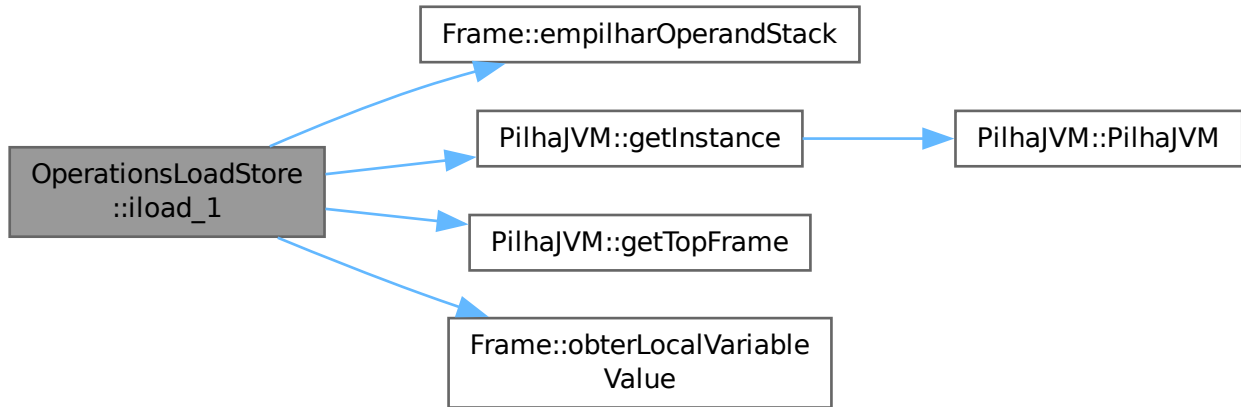 Frame::empilharOperandStack
OperationsLoadStore
::iload_1
PilhaJVM::getInstance
PilhaJVM::PilhaJVM
PilhaJVM::getTopFrame
Frame::obterLocalVariable
Value